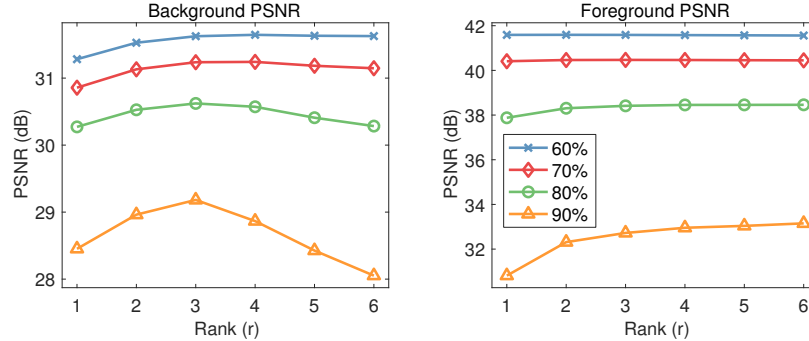 Background PSNR
PSNR (dB)
31
30
29
28
1 2 3 4 5 6
Rank (r)
Foreground PSNR
PSNR (dB)
42
40
38
36
34
32
1 2 3 4 5 6
Rank (r)
60%
70%
80%
90%